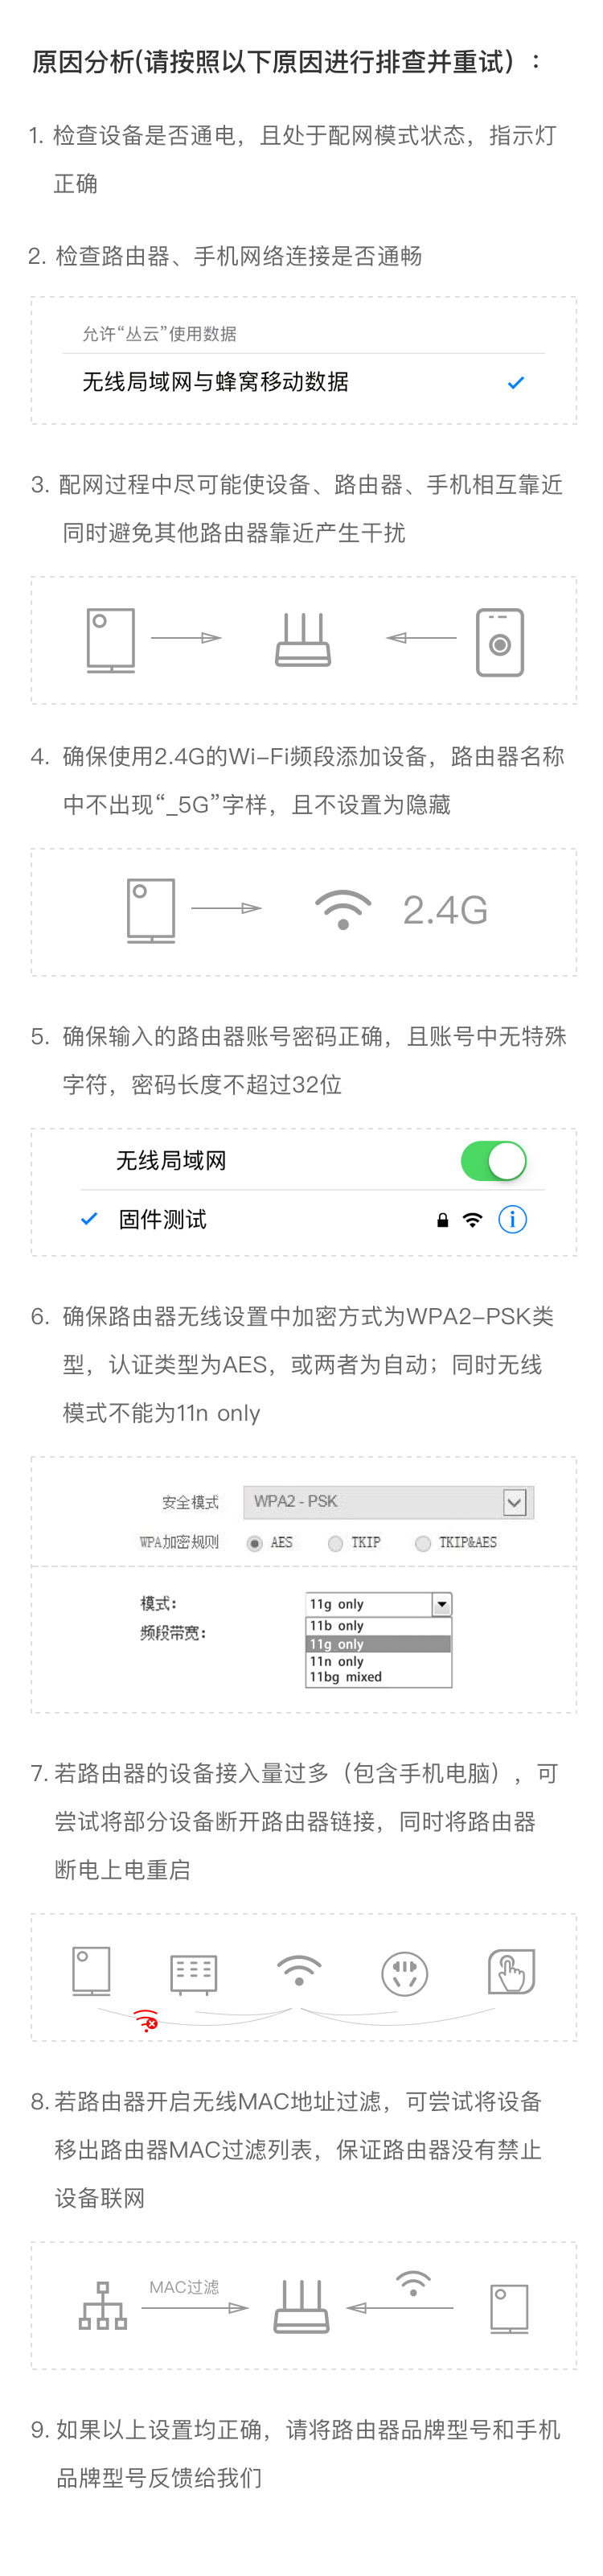 原因分析(请按照以下原因进行排查并重试）：
1. 检查设备是否通电，且处于配网模式状态，指示灯
正确
2. 检查路由器、手机网络连接是否通畅
允许“丛云”使用数据
无线局域网与蜂窝移动数据
3. 配网过程中尽可能使设备、路由器、手机相互靠近
同时避免其他路由器靠近产生干扰
4. 确保使用2.4G的Wi-Fi频段添加设备，路由器名称
中不出现“_5G”字样，且不设置为隐藏
2.4G
5. 确保输入的路由器账号密码正确，且账号中无特殊
字符，密码长度不超过32位
无线局域网
固件测试
6. 确保路由器无线设置中加密方式为WPA2-PSK类
型，认证类型为AES，或两者为自动；同时无线
模式不能为11n only
安全模式 WPA2 - PSK
WPA加密规则 AES TKIP TKIP&AES
模式: 11g only
11b only
频段带宽:
11g only
11n only
11bg mixed
7. 若路由器的设备接入量过多（包含手机电脑），可
尝试将部分设备断开路由器链接，同时将路由器
断电上电重启
8. 若路由器开启无线MAC地址过滤，可尝试将设备
移出路由器MAC过滤列表，保证路由器没有禁止
设备联网
MAC过滤
9. 如果以上设置均正确，请将路由器品牌型号和手机
品牌型号反馈给我们